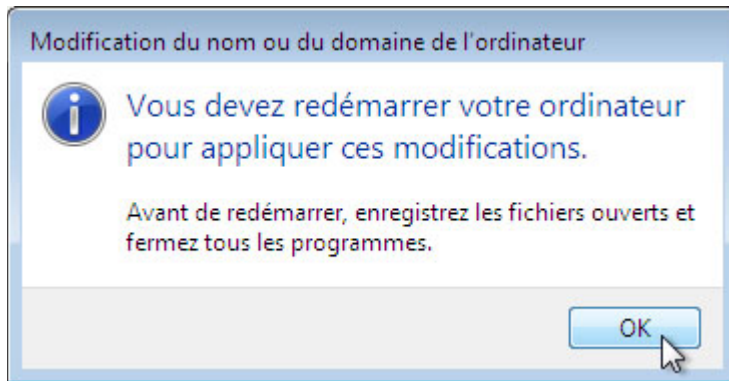 Modification du nom ou du domaine de l'ordinateur
Vous devez redémarrer votre ordinateur
pour appliquer ces modifications.
Avant de redémarrer, enregistrez les fichiers ouverts et
fermez tous les programmes.
OK